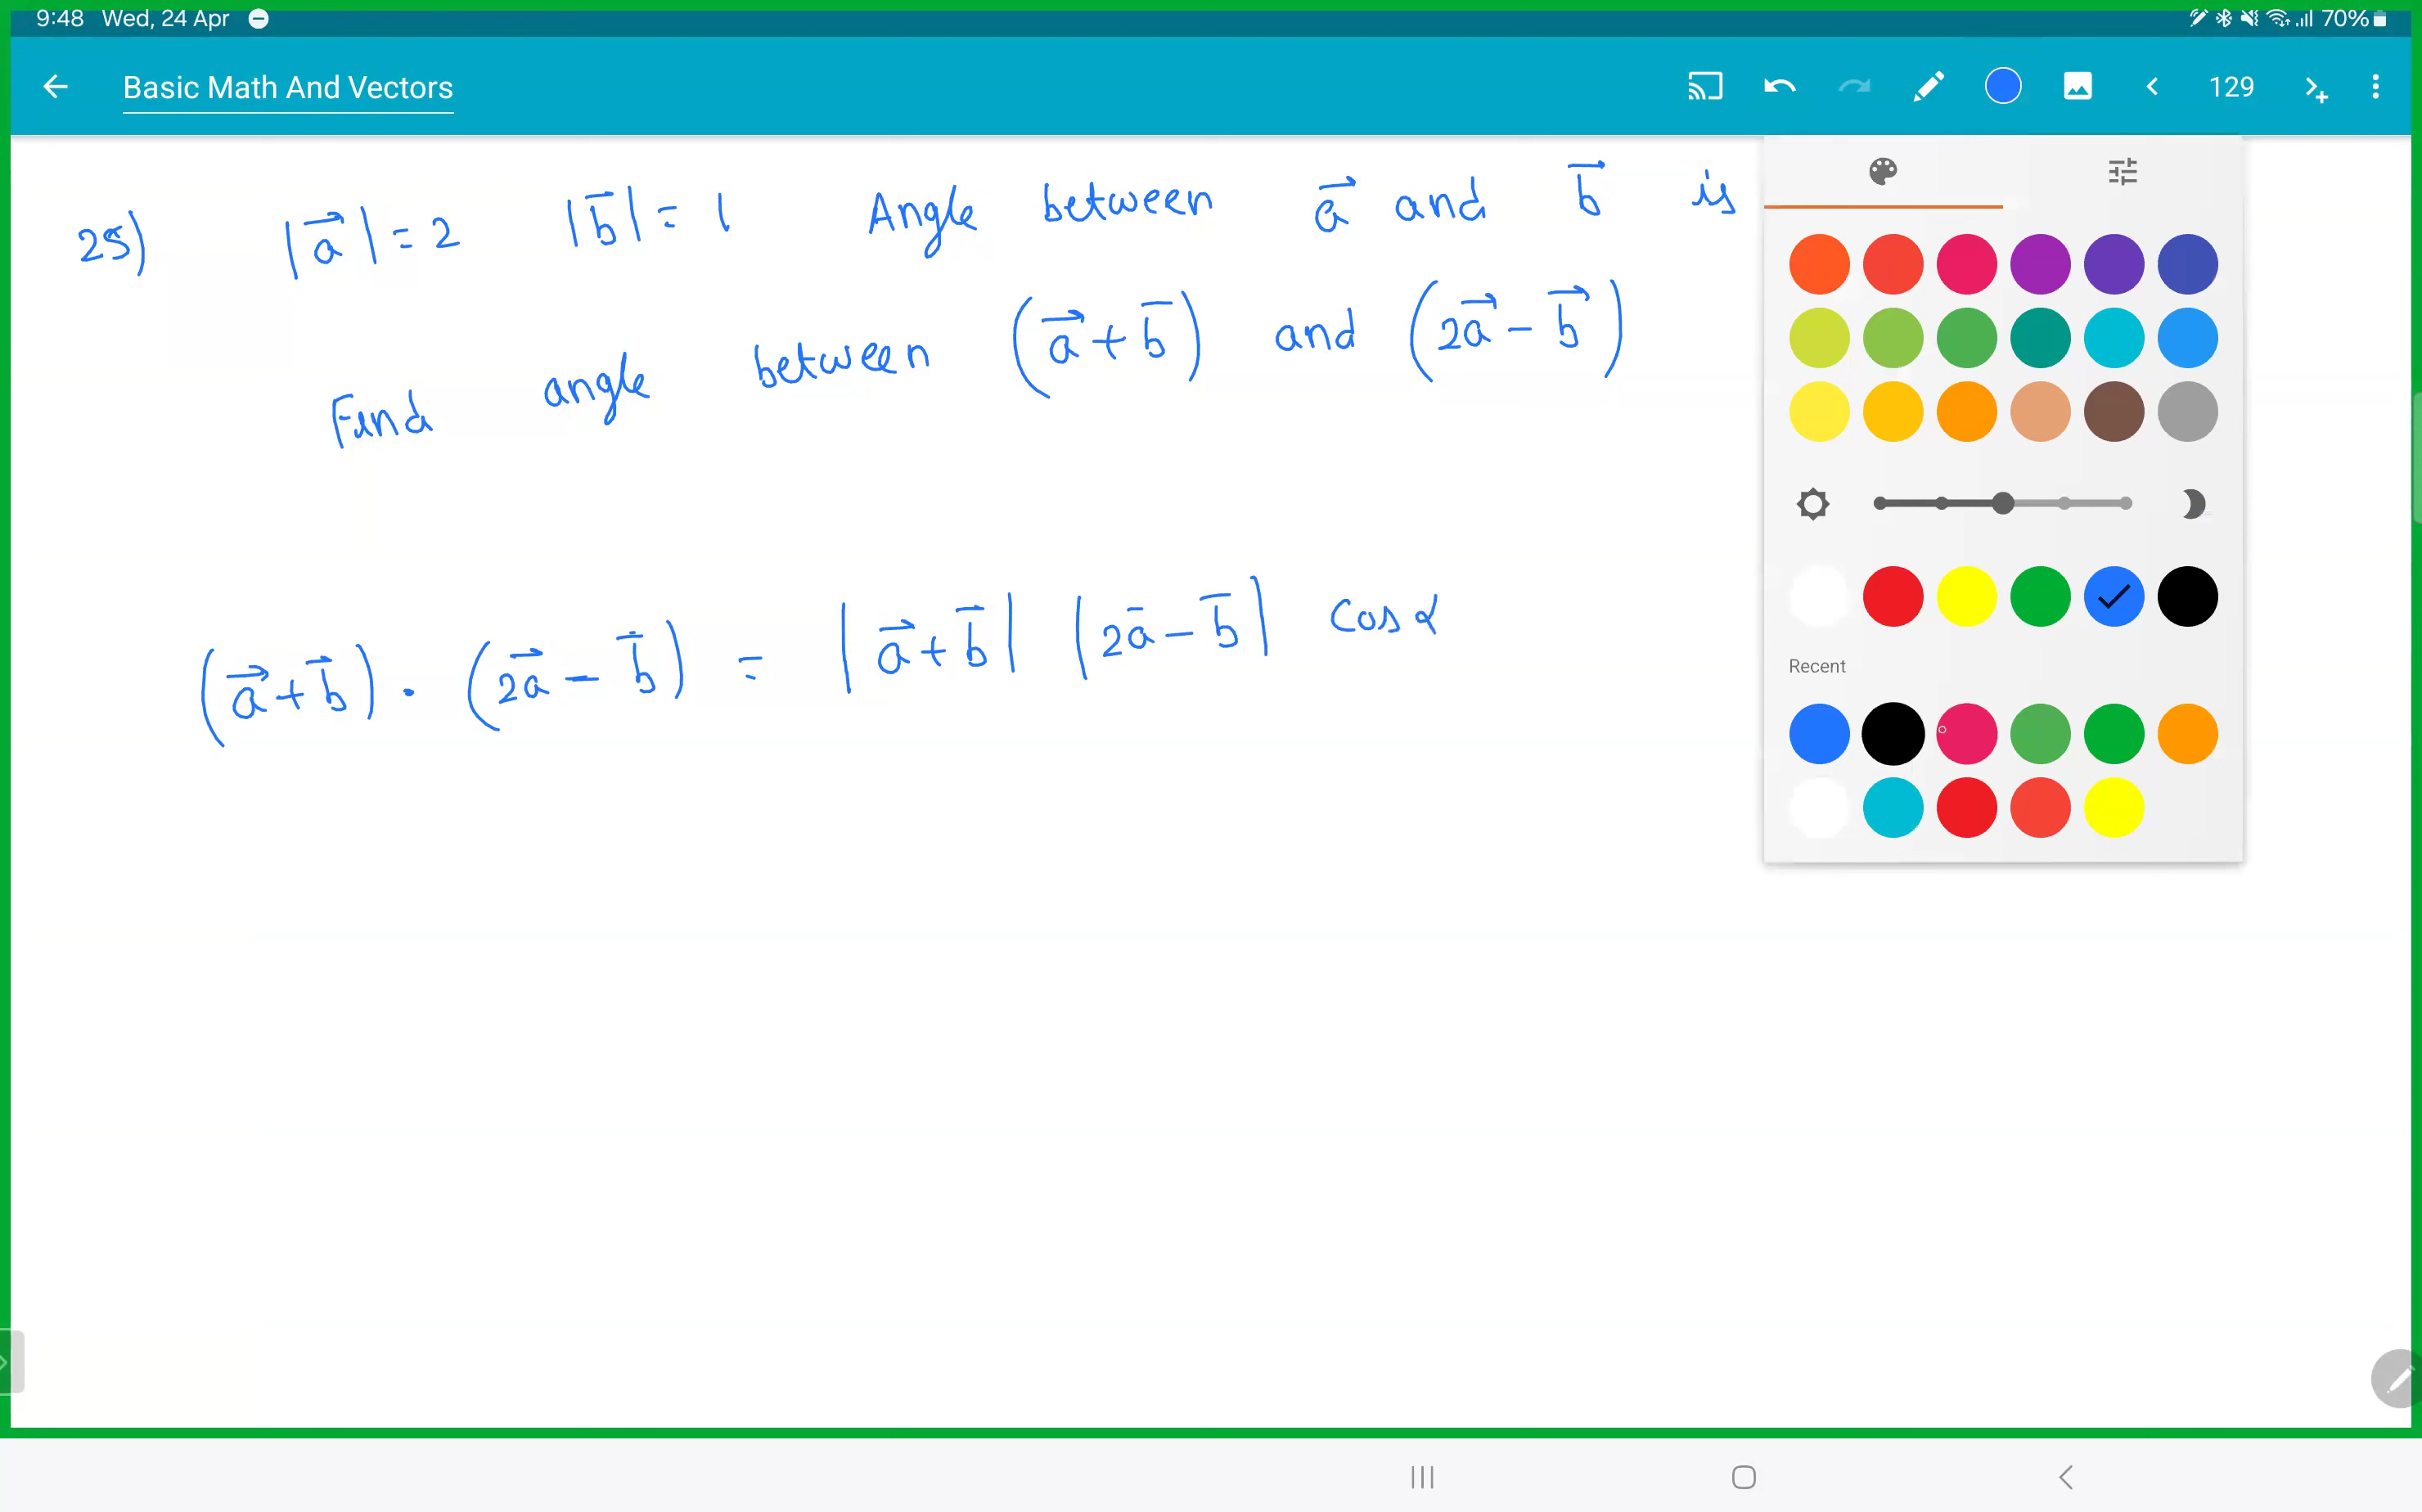 9:48 Wed, 24 Apr 70%
Basic Math And Vectors 129
25) |a⃗| = 2 |b⃗| = 1 Angle between a⃗ and b⃗ is
Find angle between (a⃗ + b̅) and (2a⃗ − b⃗)
(a⃗ + b⃗) · (2a⃗ − b⃗) = |a⃗ + b⃗| |2a̅ − b̅| Cos α
Recent